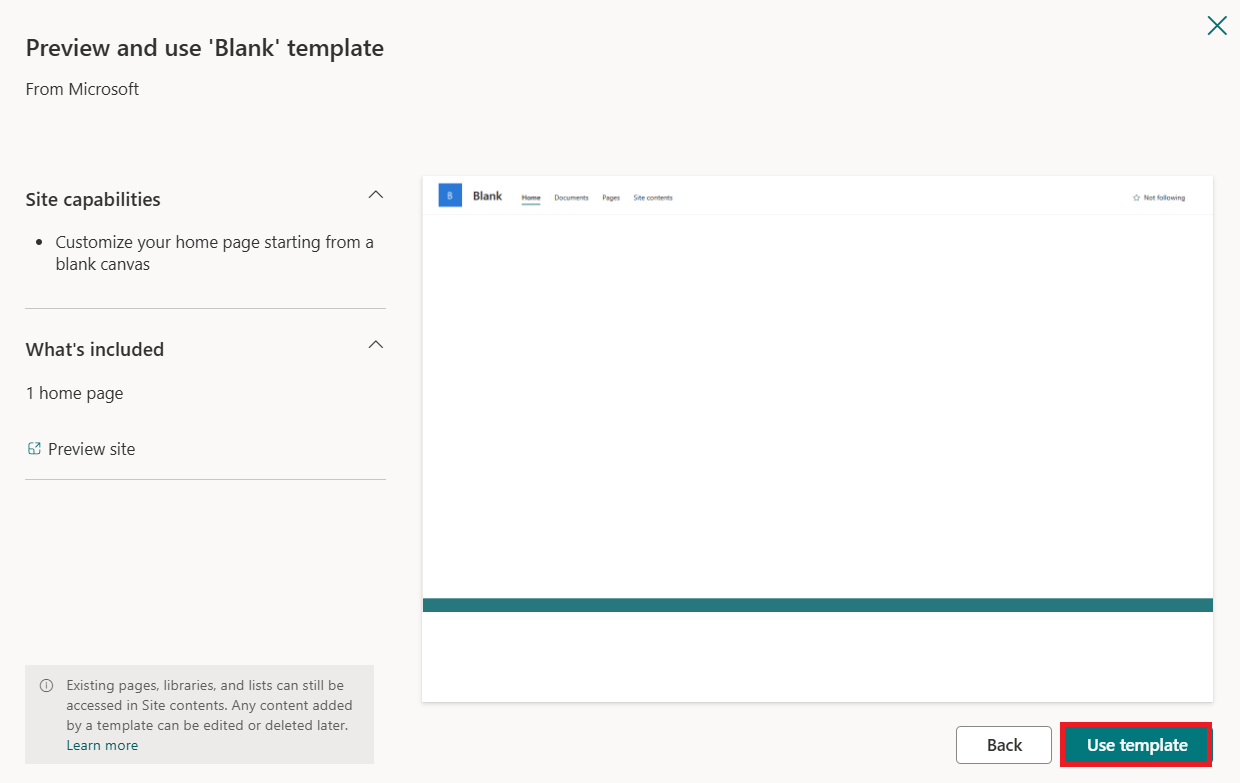 Preview and use 'Blank' template
From Microsoft
Site capabilities
• Customize your home page starting from a
blank canvas
What's included
1 home page
Preview site
Existing pages, libraries, and lists can still be
accessed in Site contents. Any content added
by a template can be edited or deleted later.
Learn more
B Blank Home Documents Pages Site contents Not following
Back Use template